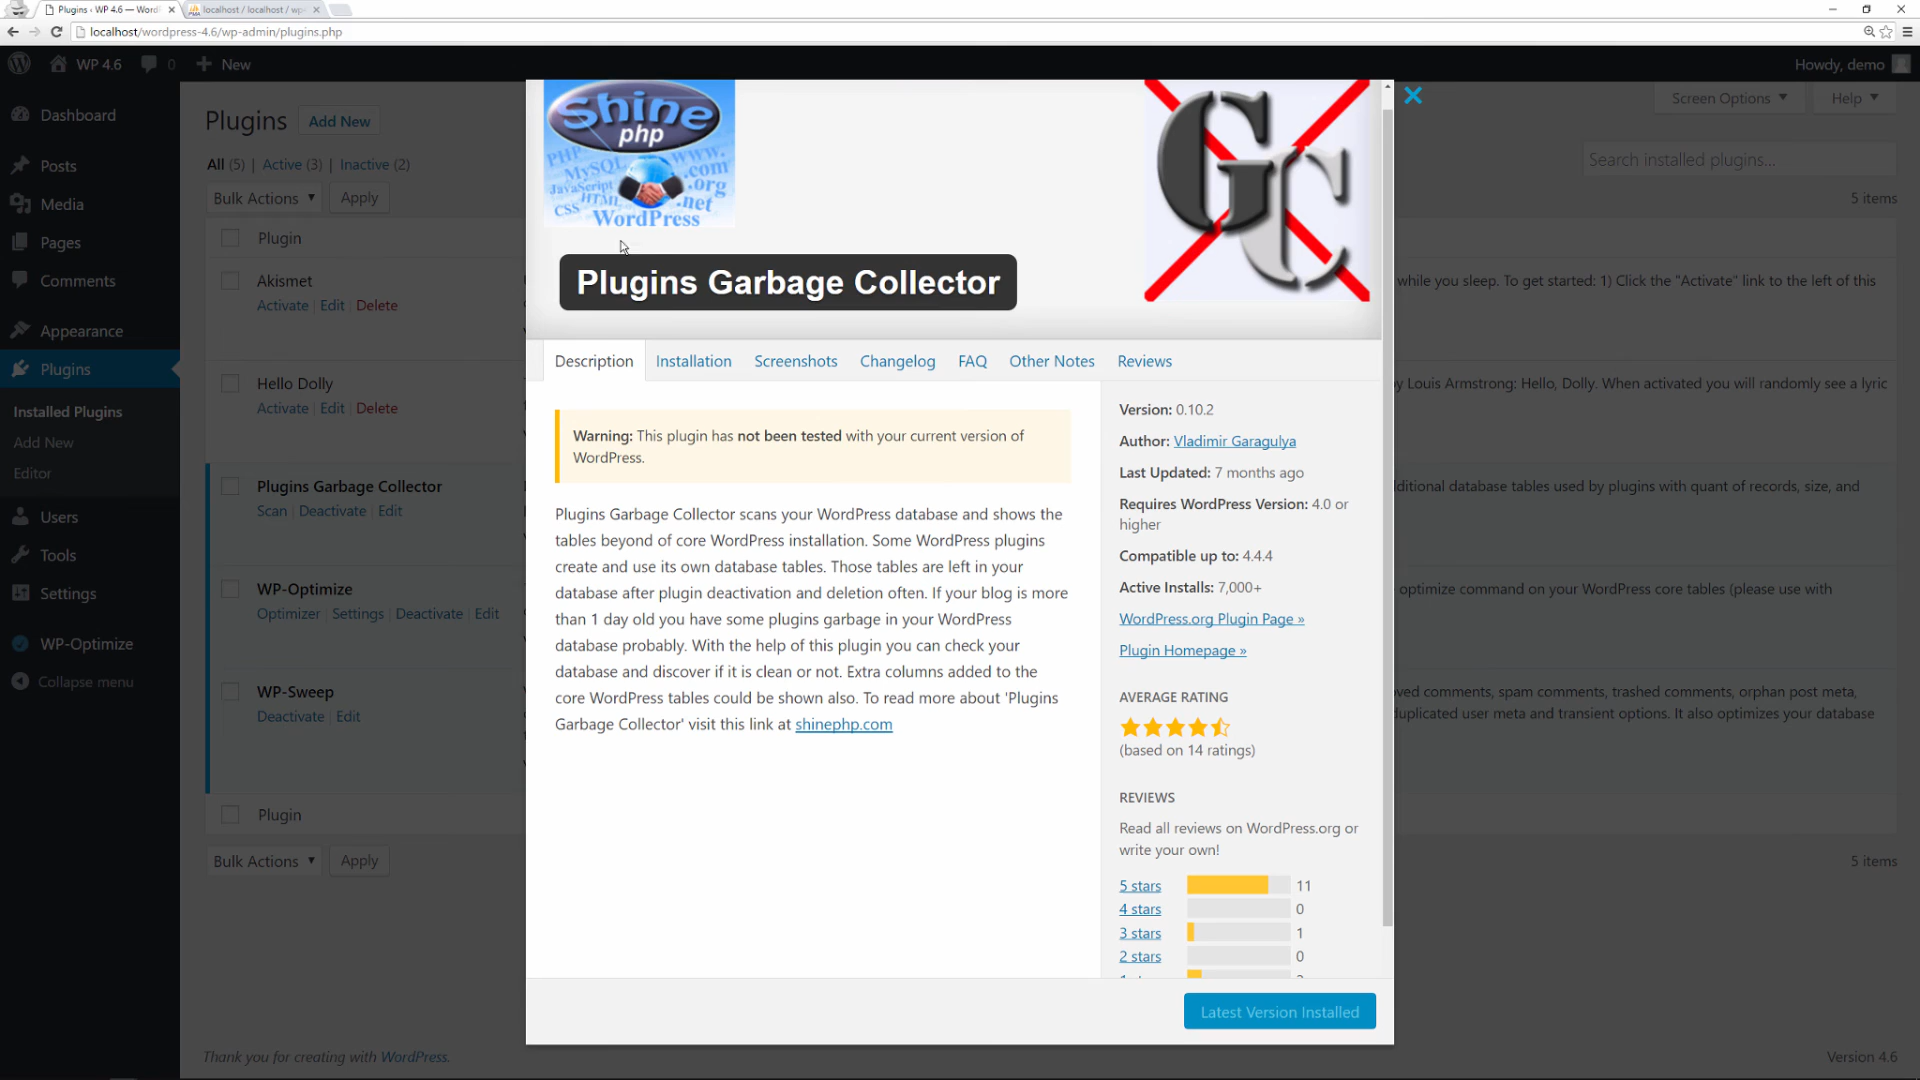 Plugins ‹ WP 4.6 — Word
localhost / localhost / wp
localhost/wordpress-4.6/wp-admin/plugins.php
WP 4.6
0
New
Howdy, demo
Dashboard
Posts
Media
Pages
Comments
Appearance
Plugins
Installed Plugins
Add New
Editor
Users
Tools
Settings
WP-Optimize
Collapse menu
Plugins
Add New
Screen Options
Help
All (5) | Active (3) | Inactive (2)
Search installed plugins...
Bulk Actions
Apply
5 items
Plugin
Akismet
Activate | Edit | Delete
while you sleep. To get started: 1) Click the "Activate" link to the left of this
Hello Dolly
Activate | Edit | Delete
y Louis Armstrong: Hello, Dolly. When activated you will randomly see a lyric
Plugins Garbage Collector
Scan | Deactivate | Edit
ditional database tables used by plugins with quant of records, size, and
WP-Optimize
Optimizer | Settings | Deactivate | Edit
optimize command on your WordPress core tables (please use with
WP-Sweep
Deactivate | Edit
ved comments, spam comments, trashed comments, orphan post meta,
duplicated user meta and transient options. It also optimizes your database
Plugin
Bulk Actions
Apply
5 items
Thank you for creating with WordPress.
Version 4.6
Shine
php
PHP
MySQL
WWW.
.com
JavaScript
.org
HTML
CSS
.net
WordPress
GC
Plugins Garbage Collector
Description
Installation
Screenshots
Changelog
FAQ
Other Notes
Reviews
Warning: This plugin has not been tested with your current version of
WordPress.
Plugins Garbage Collector scans your WordPress database and shows the
tables beyond of core WordPress installation. Some WordPress plugins
create and use its own database tables. Those tables are left in your
database after plugin deactivation and deletion often. If your blog is more
than 1 day old you have some plugins garbage in your WordPress
database probably. With the help of this plugin you can check your
database and discover if it is clean or not. Extra columns added to the
core WordPress tables could be shown also. To read more about 'Plugins
Garbage Collector' visit this link at shinephp.com
Version: 0.10.2
Author: Vladimir Garagulya
Last Updated: 7 months ago
Requires WordPress Version: 4.0 or
higher
Compatible up to: 4.4.4
Active Installs: 7,000+
WordPress.org Plugin Page »
Plugin Homepage »
AVERAGE RATING
(based on 14 ratings)
REVIEWS
Read all reviews on WordPress.org or
write your own!
5 stars 11
4 stars 0
3 stars 1
2 stars 0
Latest Version Installed